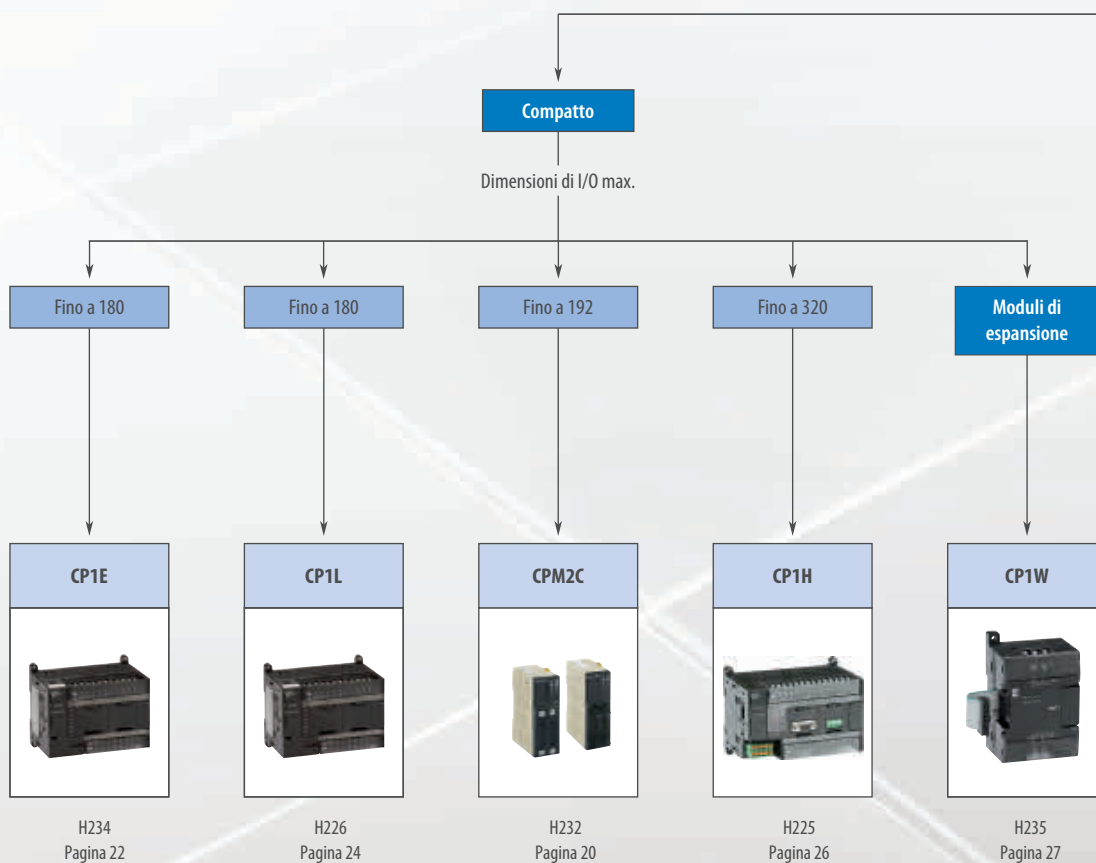 Compatto
Dimensioni di I/O max.
Fino a 180
Fino a 180
Fino a 192
Fino a 320
Moduli di
espansione
CP1E
CP1L
CPM2C
CP1H
CP1W
H234
Pagina 22
H226
Pagina 24
H232
Pagina 20
H225
Pagina 26
H235
Pagina 27